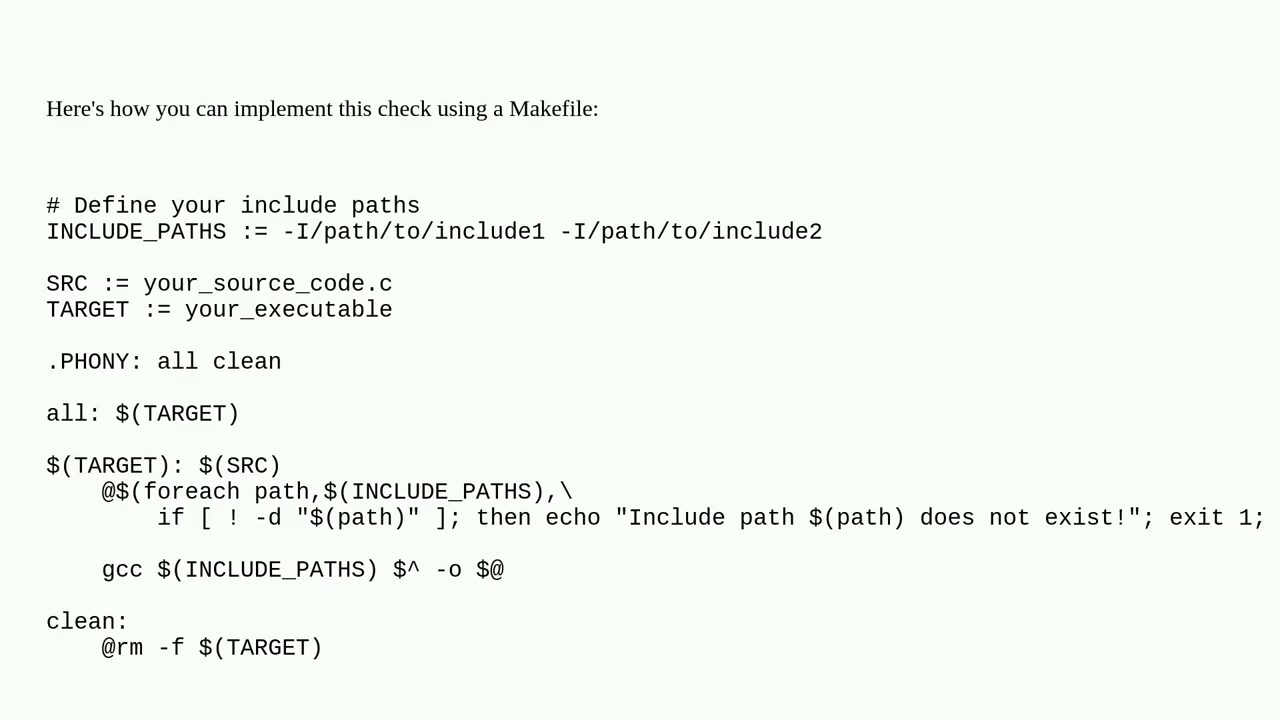 Here's how you can implement this check using a Makefile:
# Define your include paths
INCLUDE_PATHS := -I/path/to/include1 -I/path/to/include2
SRC := your_source_code.c
TARGET := your_executable
.PHONY: all clean
all: $(TARGET)
$(TARGET): $(SRC)
    @$(foreach path,$(INCLUDE_PATHS),\
        if [ ! -d "$(path)" ]; then echo "Include path $(path) does not exist!"; exit 1;
    gcc $(INCLUDE_PATHS) $^ -o $@
clean:
    @rm -f $(TARGET)